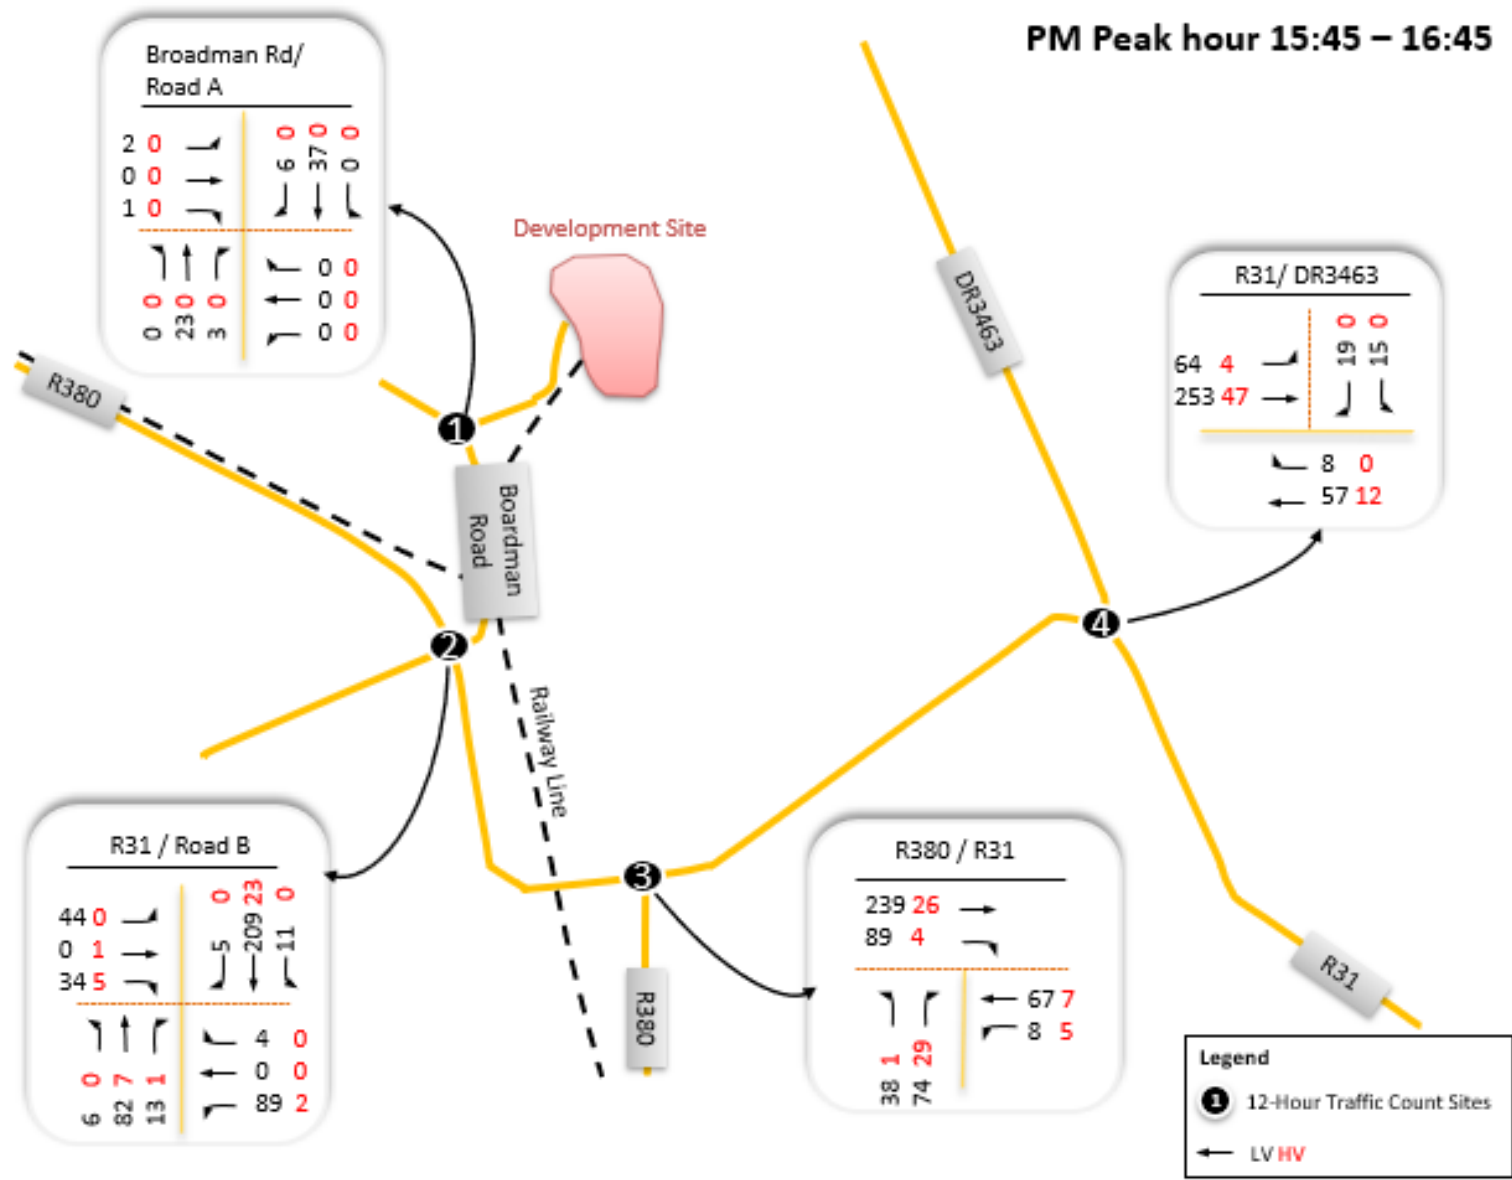 PM Peak hour 15:45 – 16:45
Broadman Rd/
Road A
2 0
0 0
1 0
6 0
37 0
0 0
0 0
23 0
3 0
0 0
0 0
0 0
Development Site
R380
1
Boardman
Road
DR3463
R31/ DR3463
64 4
253 47
19 0
15 0
8 0
57 12
2
4
Railway Line
3
R380
R31
R31 / Road B
44 0
0 1
34 5
5 0
209 23
11 0
6 0
82 7
13 1
4 0
0 0
89 2
R380 / R31
239 26
89 4
38 1
74 29
67 7
8 5
Legend
1 12-Hour Traffic Count Sites
LV HV